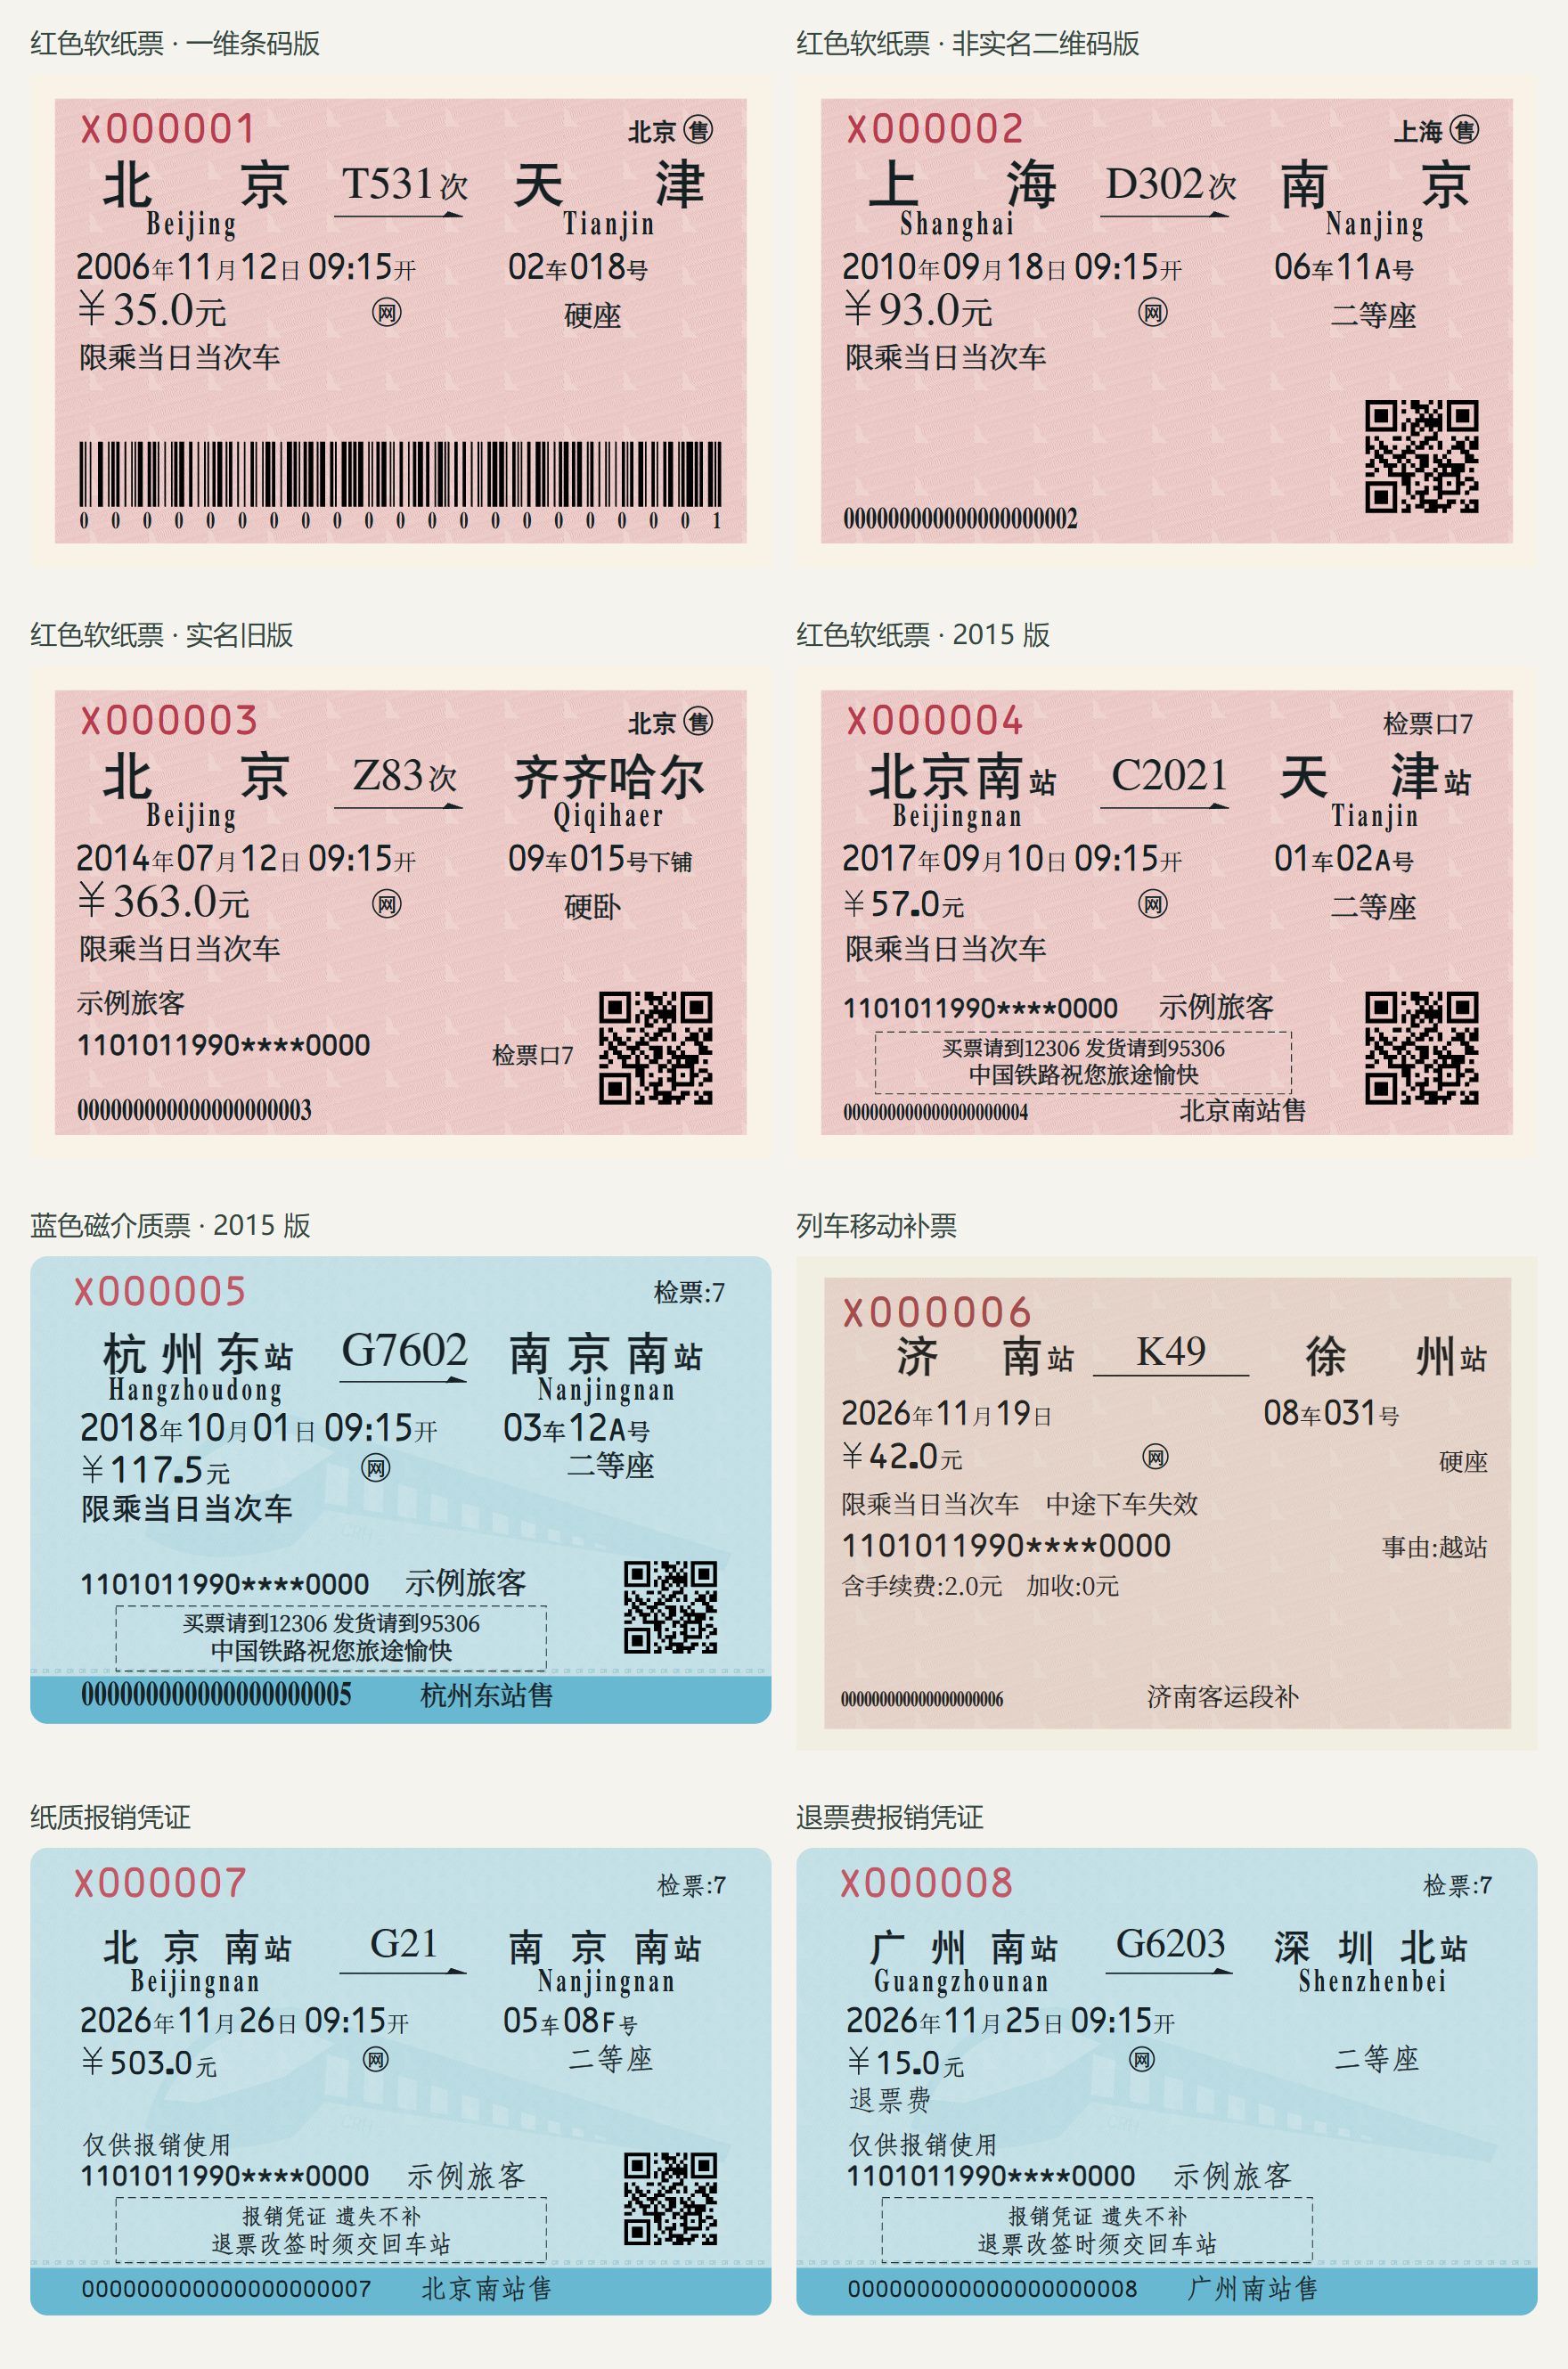 红色软纸票 · 一维条码版
X000001
北京 售
北京 T531次 天津
Beijing Tianjin
2006年11月12日 09:15开 02车018号
¥35.0元 网 硬座
限乘当日当次车
000000000000000000001
红色软纸票 · 非实名二维码版
X000002
上海 售
上海 D302次 南京
Shanghai Nanjing
2010年09月18日 09:15开 06车11A号
¥93.0元 网 二等座
限乘当日当次车
000000000000000000002
红色软纸票 · 实名旧版
X000003
北京 售
北京 Z83次 齐齐哈尔
Beijing Qiqihaer
2014年07月12日 09:15开 09车015号下铺
¥363.0元 网 硬卧
限乘当日当次车
示例旅客
1101011990****0000
检票口7
000000000000000000003
红色软纸票 · 2015 版
X000004
检票口7
北京南站 C2021 天津站
Beijingnan Tianjin
2017年09月10日 09:15开 01车02A号
¥57.0元 网 二等座
限乘当日当次车
1101011990****0000 示例旅客
买票请到12306 发货请到95306
中国铁路祝您旅途愉快
000000000000000000004 北京南站售
蓝色磁介质票 · 2015 版
X000005
检票:7
杭州东站 G7602 南京南站
Hangzhoudong Nanjingnan
2018年10月01日 09:15开 03车12A号
¥117.5元 网 二等座
限乘当日当次车
1101011990****0000 示例旅客
买票请到12306 发货请到95306
中国铁路祝您旅途愉快
000000000000000000005 杭州东站售
列车移动补票
X000006
济南站 K49 徐州站
2026年11月19日 08车031号
¥42.0元 网 硬座
限乘当日当次车 中途下车失效
1101011990****0000 事由:越站
含手续费:2.0元 加收:0元
000000000000000000006 济南客运段补
纸质报销凭证
X000007
检票:7
北京南站 G21 南京南站
Beijingnan Nanjingnan
2026年11月26日 09:15开 05车08F号
¥503.0元 网 二等座
仅供报销使用
1101011990****0000 示例旅客
报销凭证 遗失不补
退票改签时须交回车站
000000000000000000007 北京南站售
退票费报销凭证
X000008
检票:7
广州南站 G6203 深圳北站
Guangzhounan Shenzhenbei
2026年11月25日 09:15开
¥15.0元 网 二等座
退票费
仅供报销使用
1101011990****0000 示例旅客
报销凭证 遗失不补
退票改签时须交回车站
000000000000000000008 广州南站售